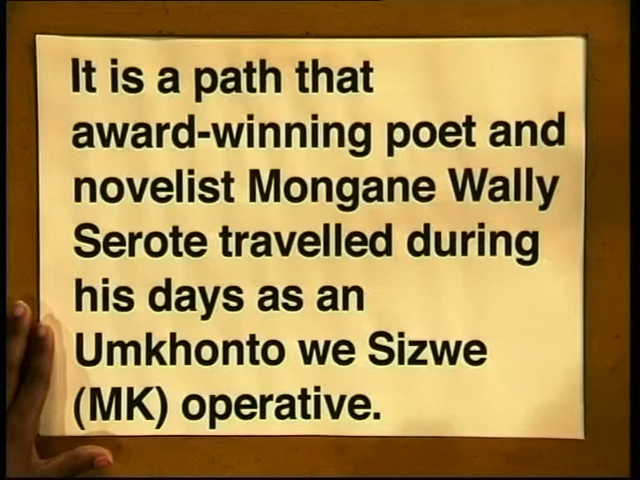 It is a path that
award-winning poet and
novelist Mongane Wally
Serote travelled during
his days as an
Umkhonto we Sizwe
(MK) operative.